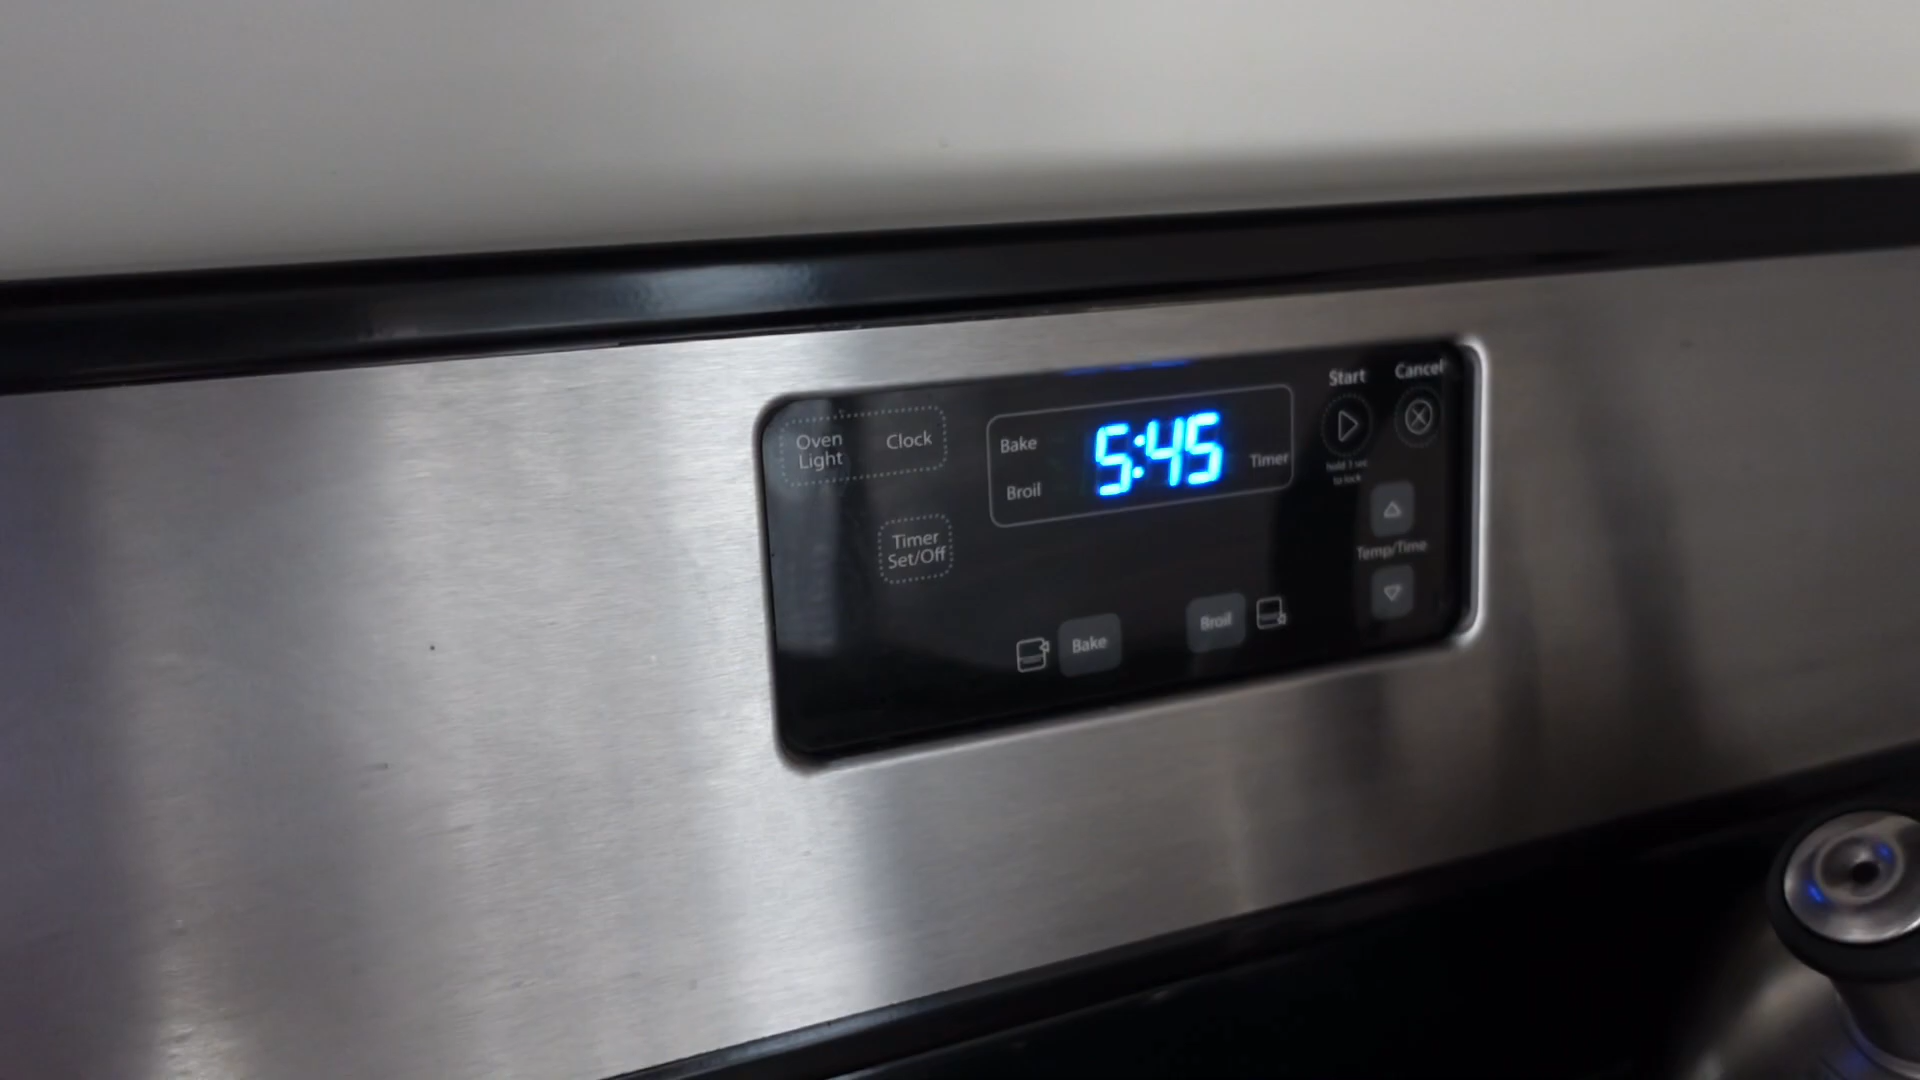 Oven Light
Clock
Timer Set/Off
Bake
Broil
5:45
Timer
Start
Cancel
hold 3 sec
to lock
Temp/Time
Bake
Broil